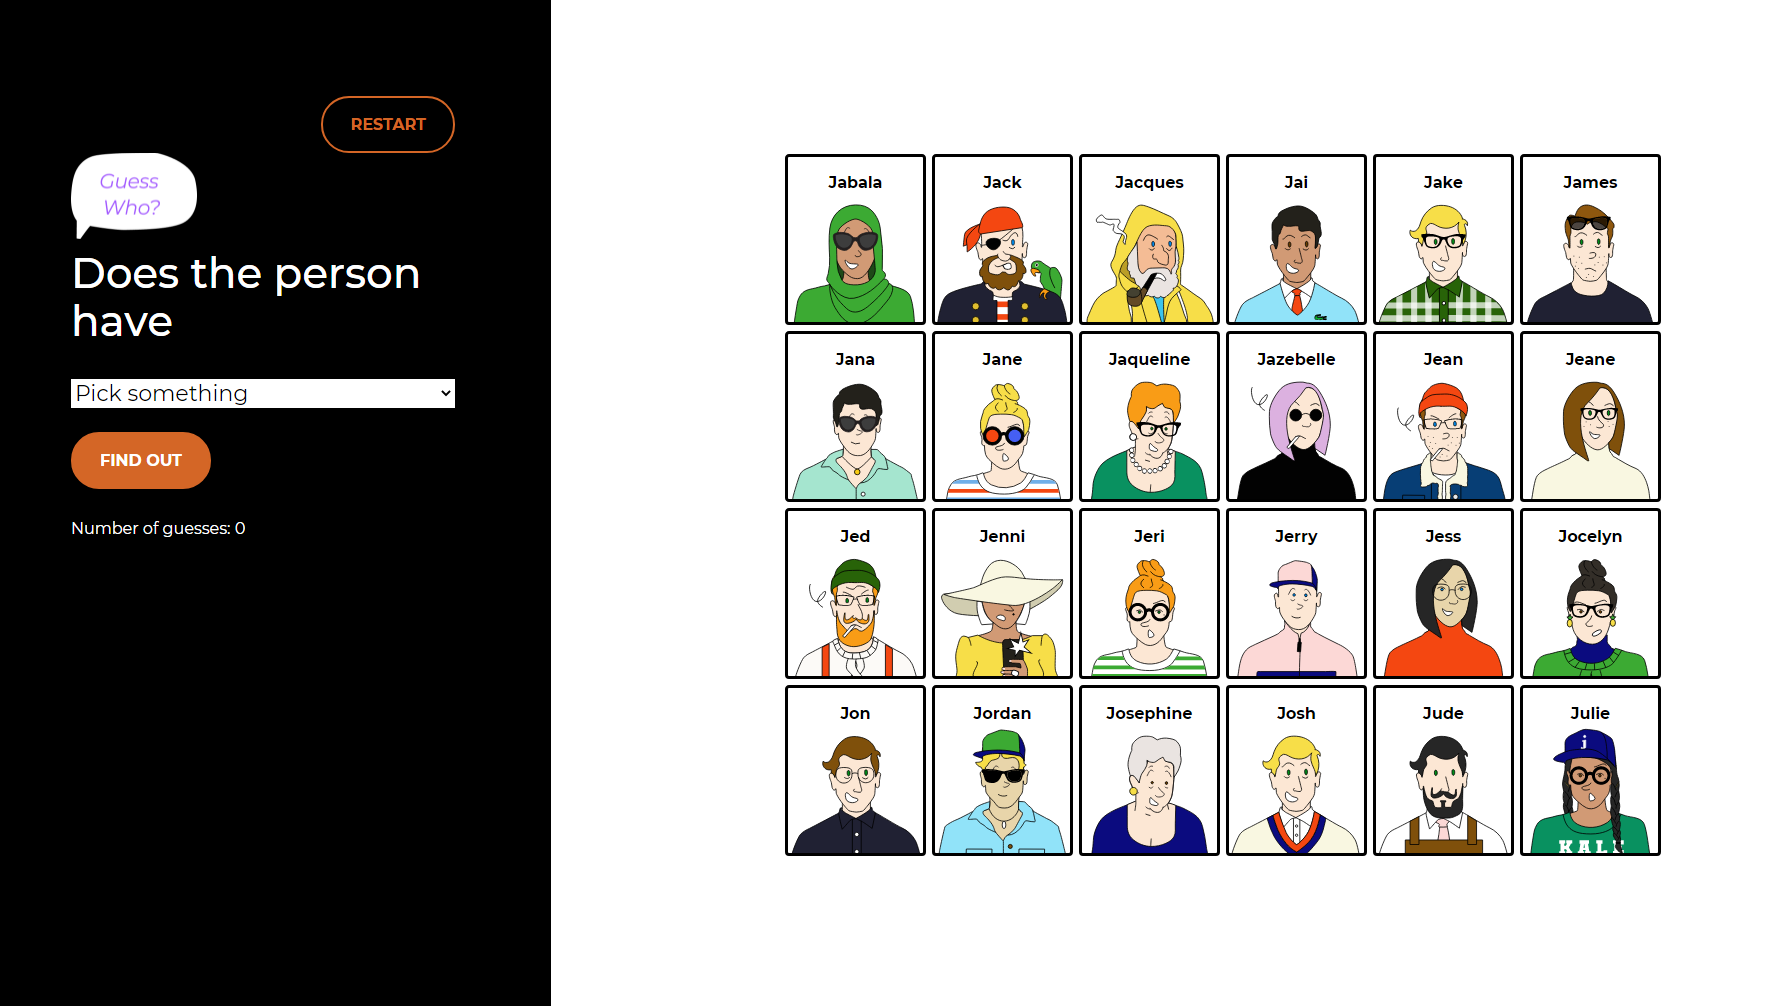 RESTART
Guess
Who?
Does the person
have
Pick something
FIND OUT
Number of guesses: 0
Jabala
Jack
Jacques
Jai
Jake
James
Jana
Jane
Jaqueline
Jazebelle
Jean
Jeane
Jed
Jenni
Jeri
Jerry
Jess
Jocelyn
Jon
Jordan
Josephine
Josh
Jude
Julie
j
KALE